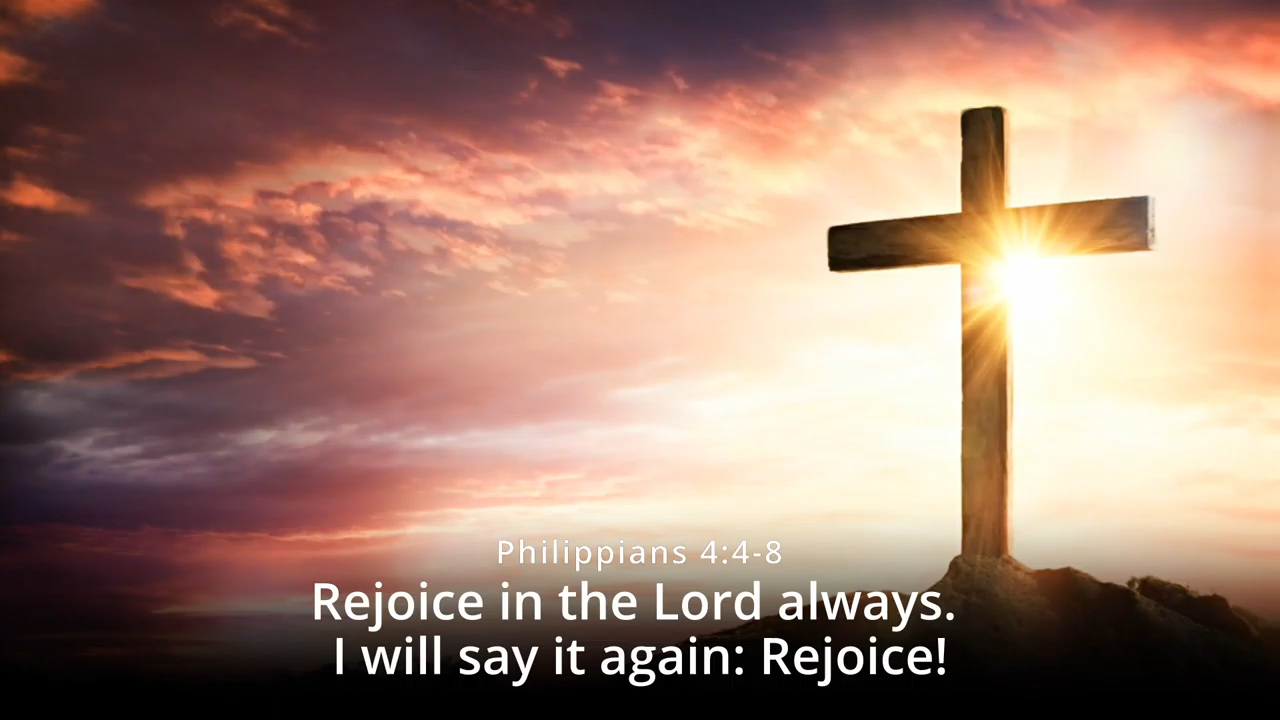 Philippians 4:4-8
Rejoice in the Lord always.
I will say it again: Rejoice!